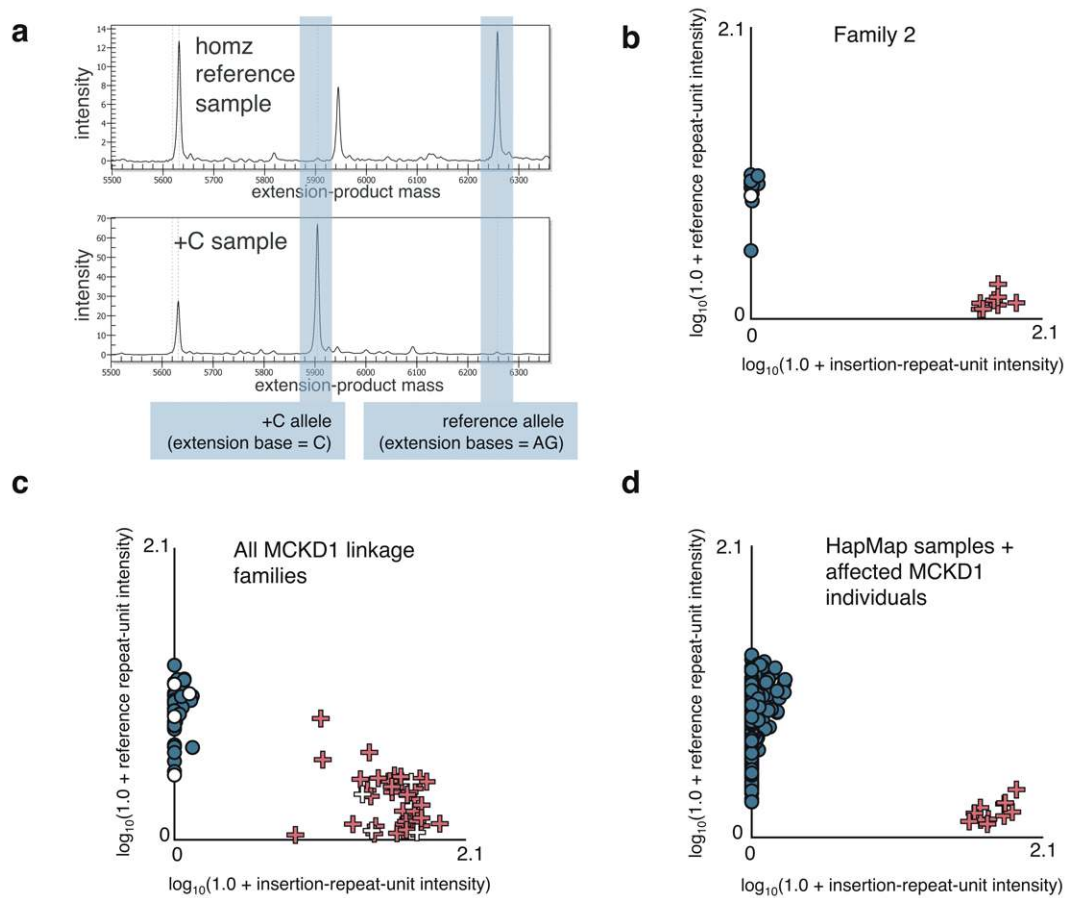 a
14
12
10
8
6
4
2
0
intensity
homz
reference
sample
5500 5600 5700 5800 5900 6000 6100 6200 6300
extension-product mass
70
60
50
40
30
20
10
0
intensity
+C sample
5500 5600 5700 5800 5900 6000 6100 6200 6300
extension-product mass
+C allele
(extension base = C)
reference allele
(extension bases = AG)
b
Family 2
2.1
log10(1.0 + reference repeat-unit intensity)
0
0
2.1
log10(1.0 + insertion-repeat-unit intensity)
c
All MCKD1 linkage
families
2.1
log10(1.0 + reference repeat-unit intensity)
0
0
2.1
log10(1.0 + insertion-repeat-unit intensity)
d
HapMap samples +
affected MCKD1
individuals
2.1
log10(1.0 + reference repeat-unit intensity)
0
0
2.1
log10(1.0 + insertion-repeat-unit intensity)